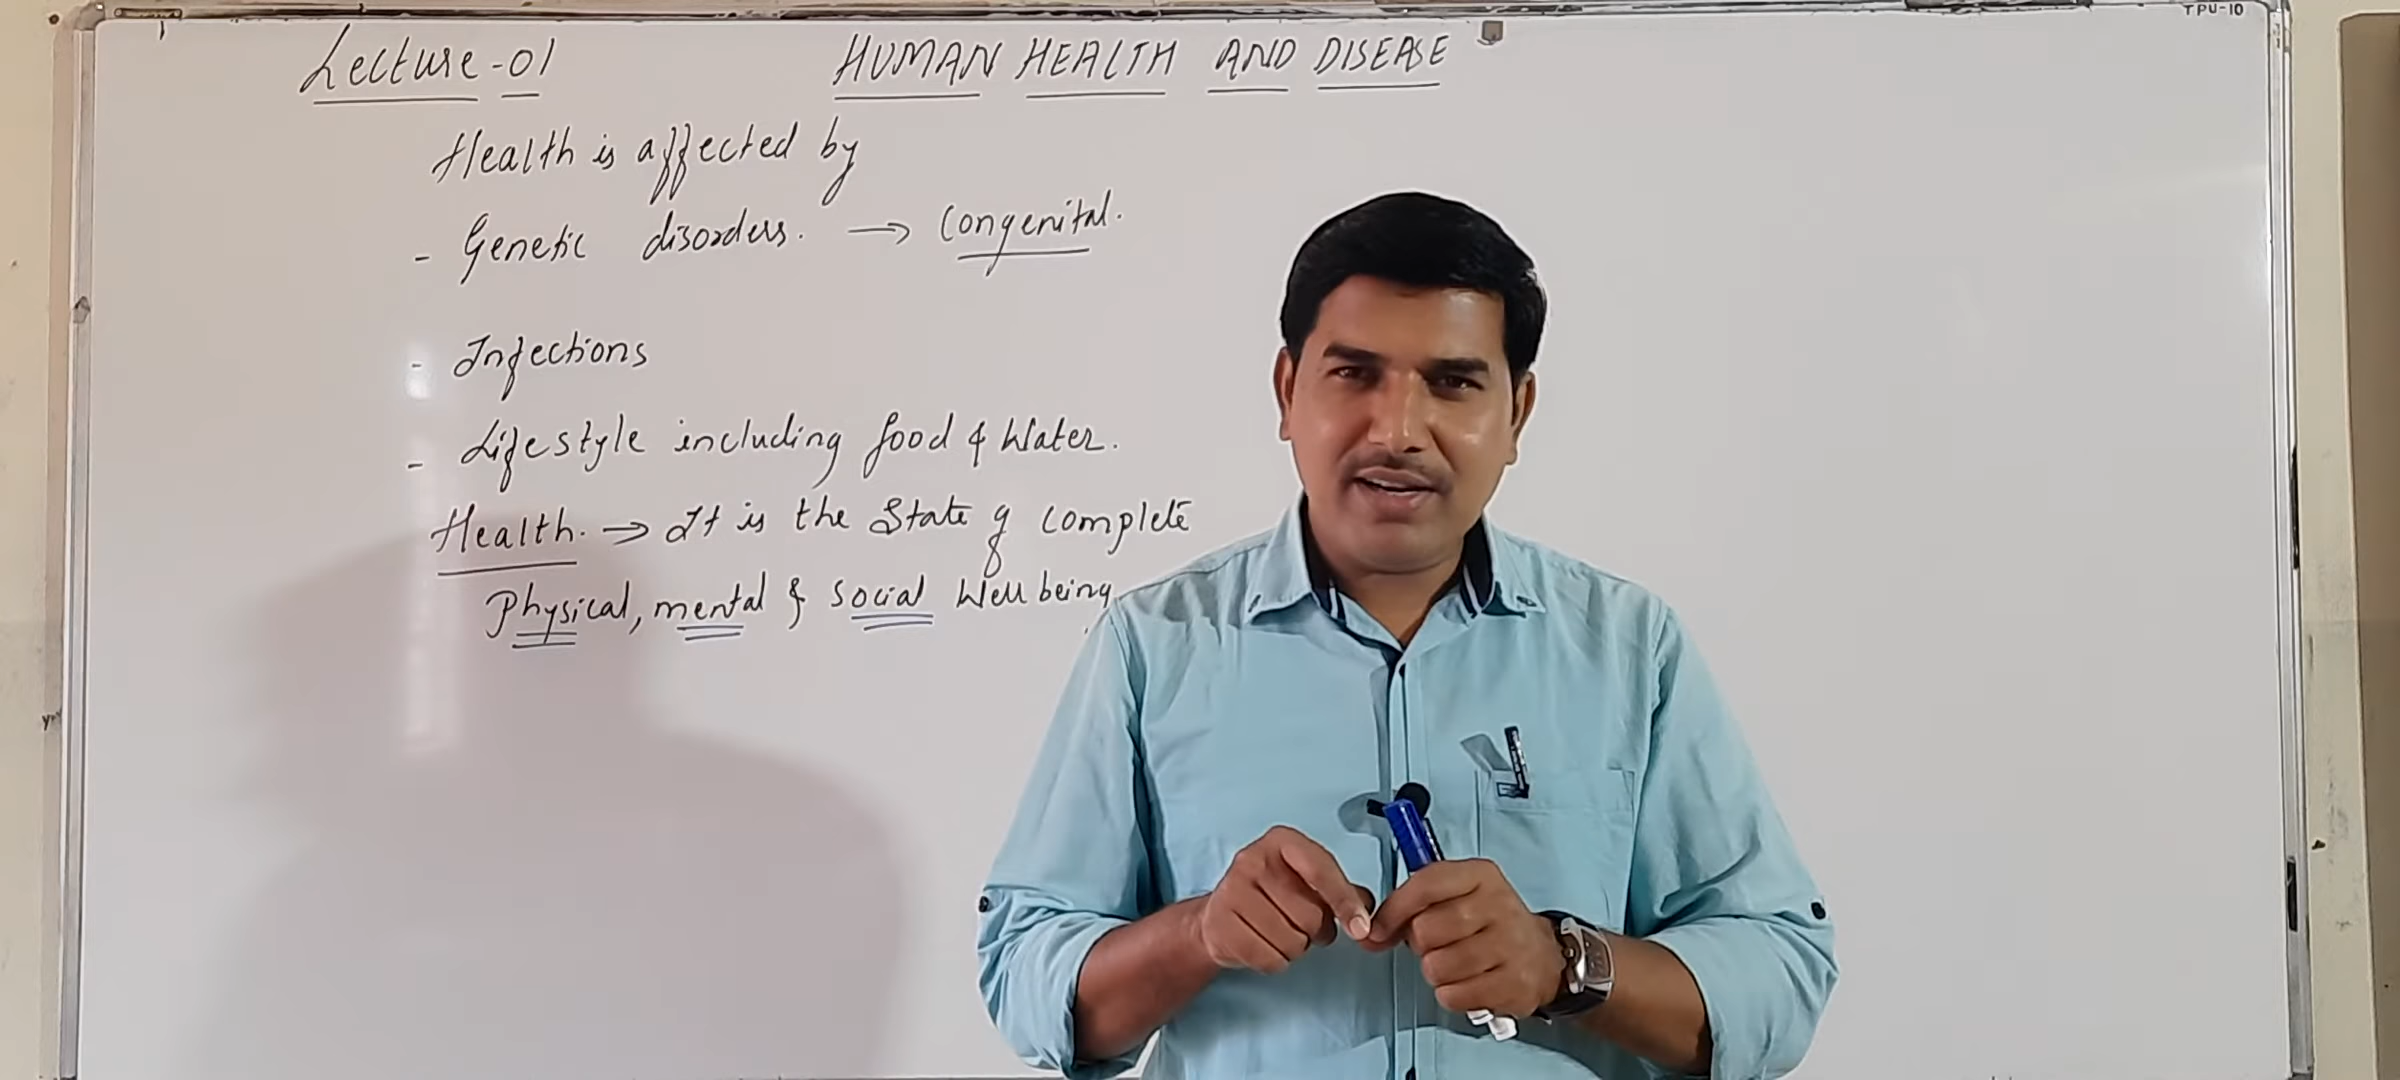 TPU-10
Lecture-01
HUMAN HEALTH AND DISEASE
Health is affected by
- Genetic disorders. → Congenital.
- Infections
- Lifestyle including food & Water.
Health. → It is the State of complete
Physical, mental & Social Well being